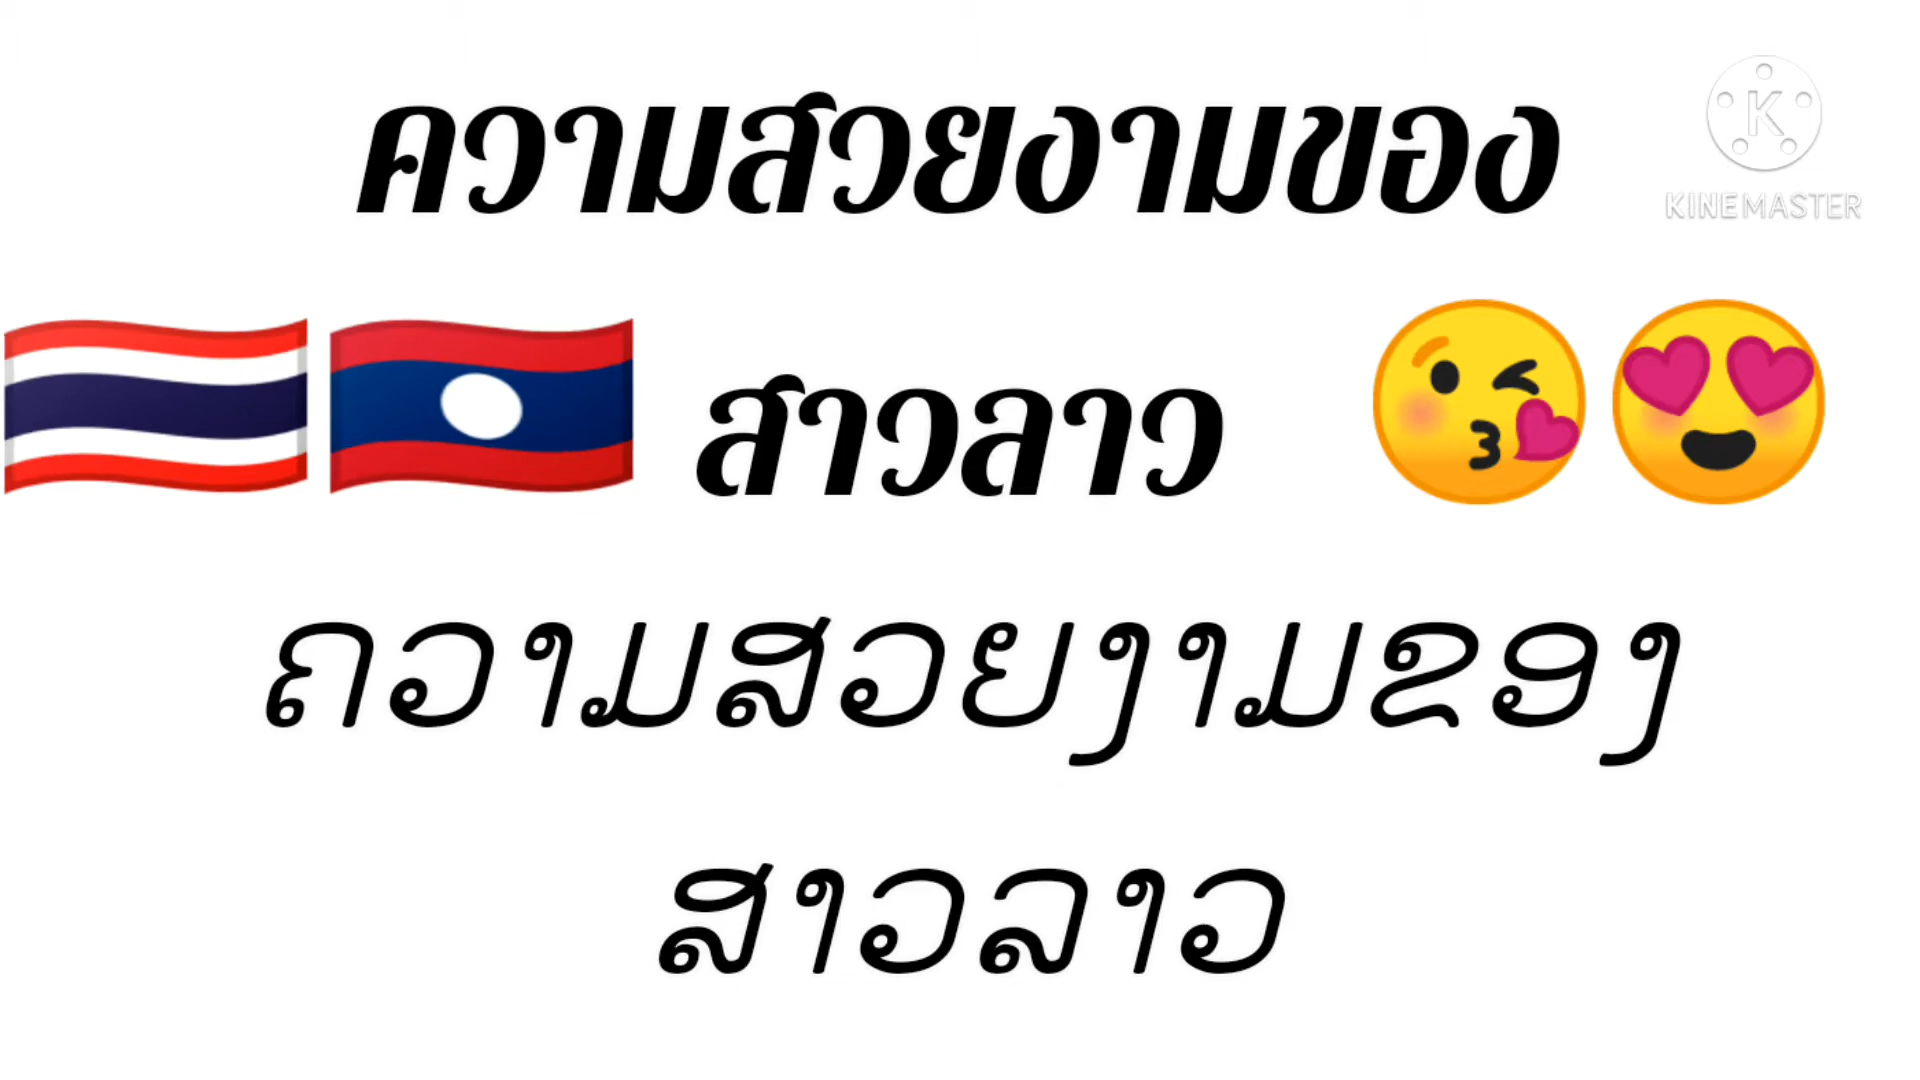 ความสวยงามของ
🇹🇭🇱🇦 สาวลาว 😘😍
ຄວາມສວຍງາມຂອງ
ສາວລາວ
K
KINEMASTER